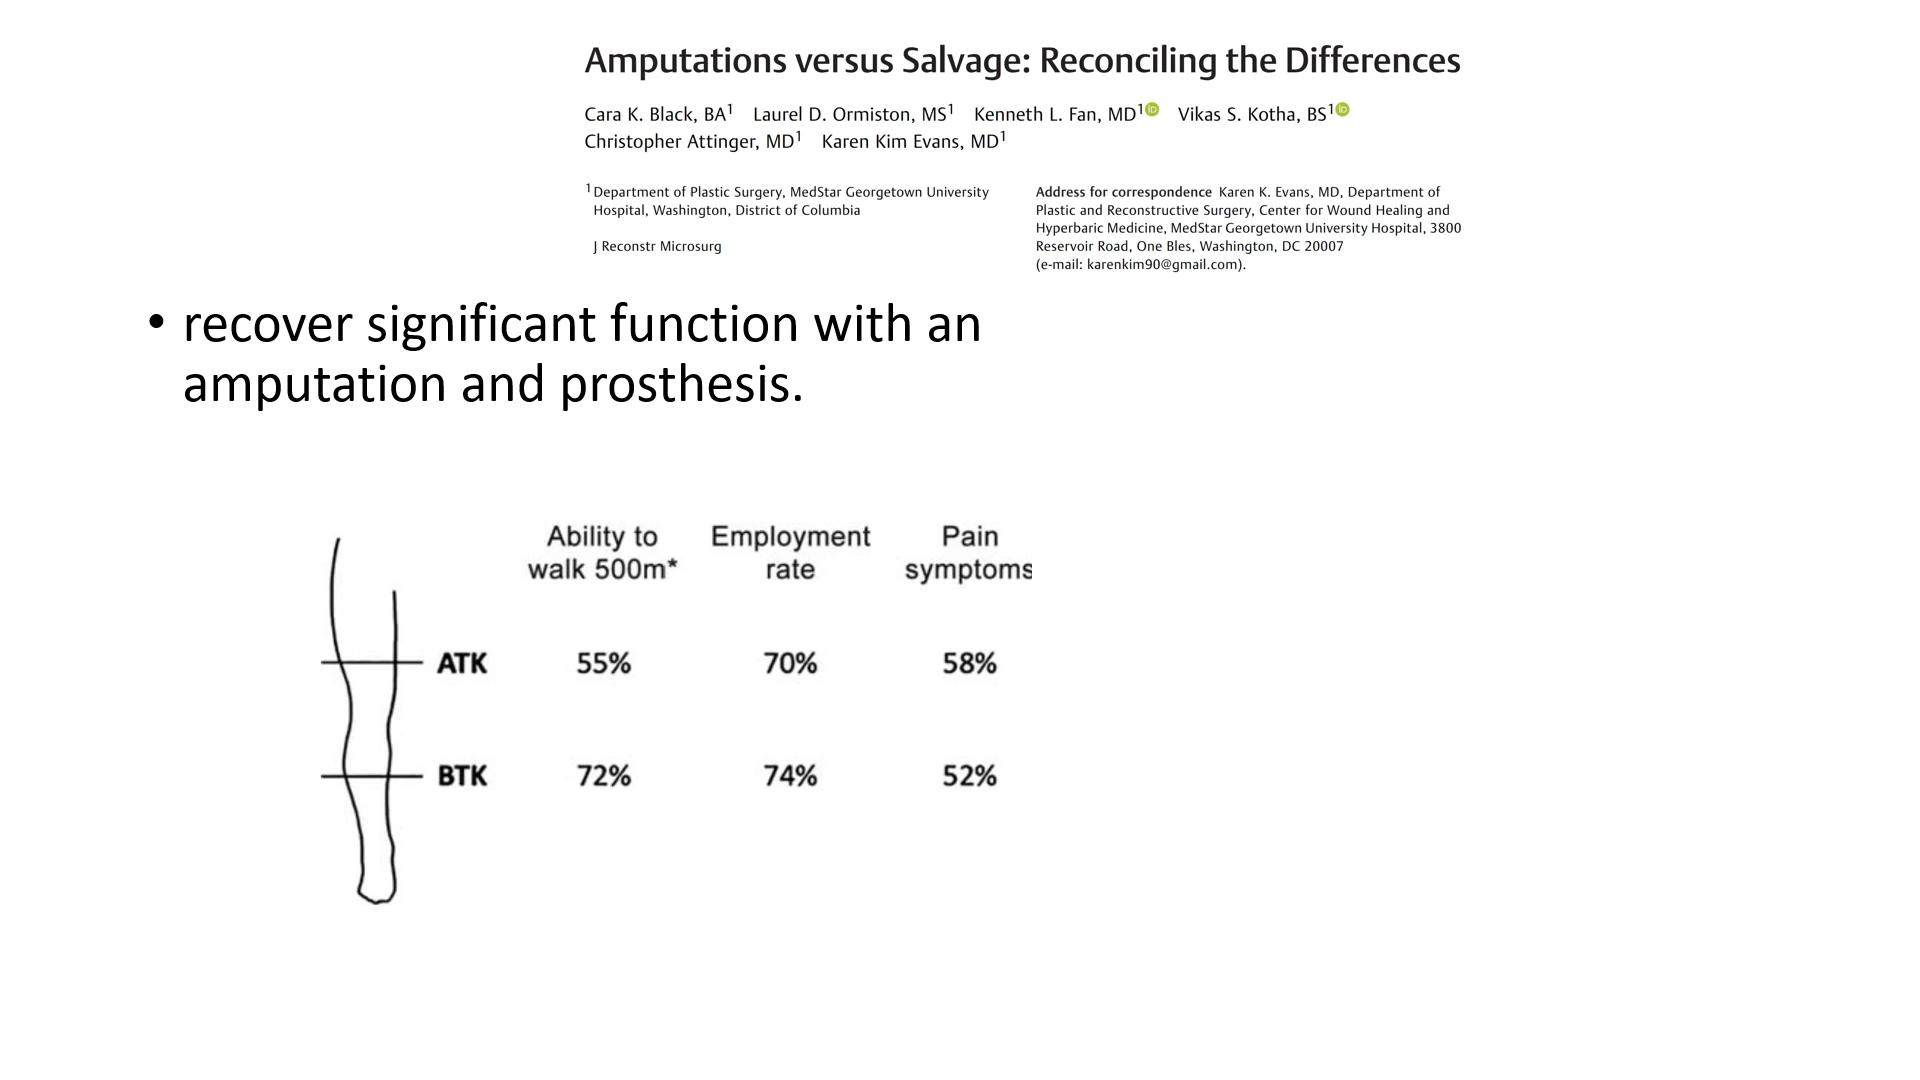 Amputations versus Salvage: Reconciling the Differences
Cara K. Black, BA1 Laurel D. Ormiston, MS1 Kenneth L. Fan, MD1 iD Vikas S. Kotha, BS1 iD
Christopher Attinger, MD1 Karen Kim Evans, MD1
1 Department of Plastic Surgery, MedStar Georgetown University
Hospital, Washington, District of Columbia
J Reconstr Microsurg
Address for correspondence Karen K. Evans, MD, Department of
Plastic and Reconstructive Surgery, Center for Wound Healing and
Hyperbaric Medicine, MedStar Georgetown University Hospital, 3800
Reservoir Road, One Bles, Washington, DC 20007
(e-mail: karenkim90@gmail.com).
• recover significant function with an
amputation and prosthesis.
Ability to Employment Pain
walk 500m* rate symptoms
ATK 55% 70% 58%
BTK 72% 74% 52%